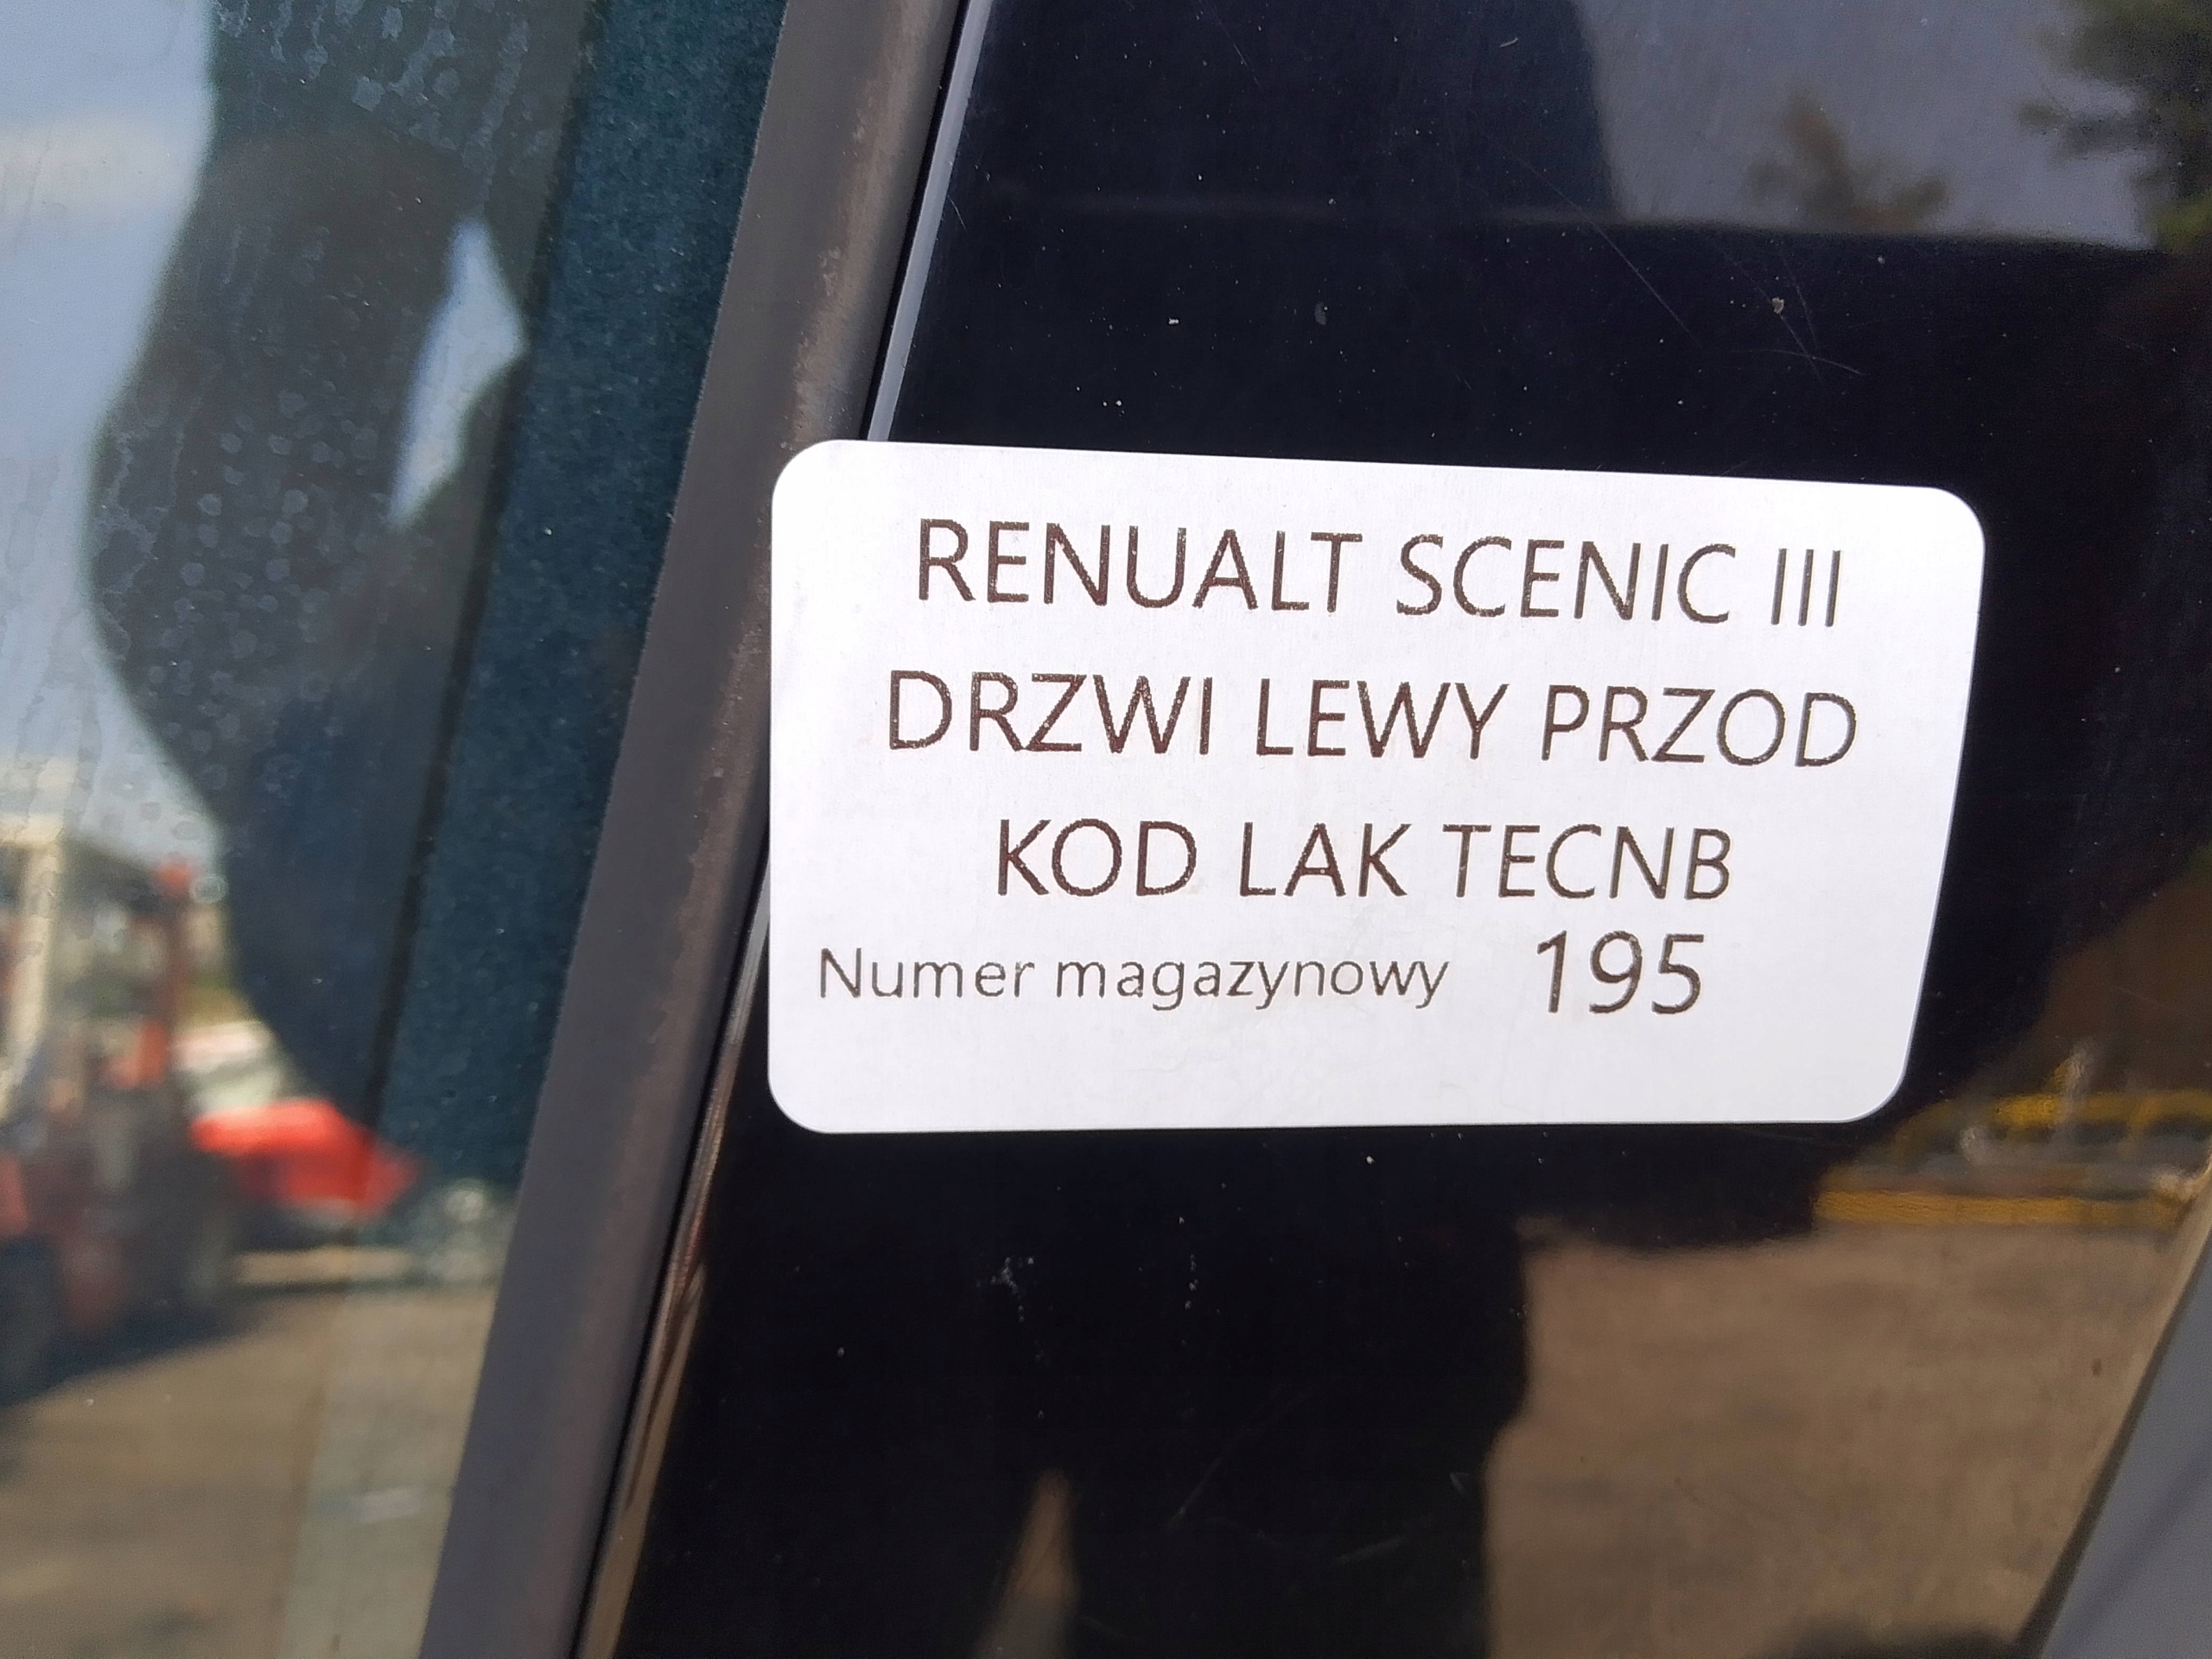 RENUALT SCENIC III
DRZWI LEWY PRZOD
KOD LAK TECNB
Numer magazynowy 195